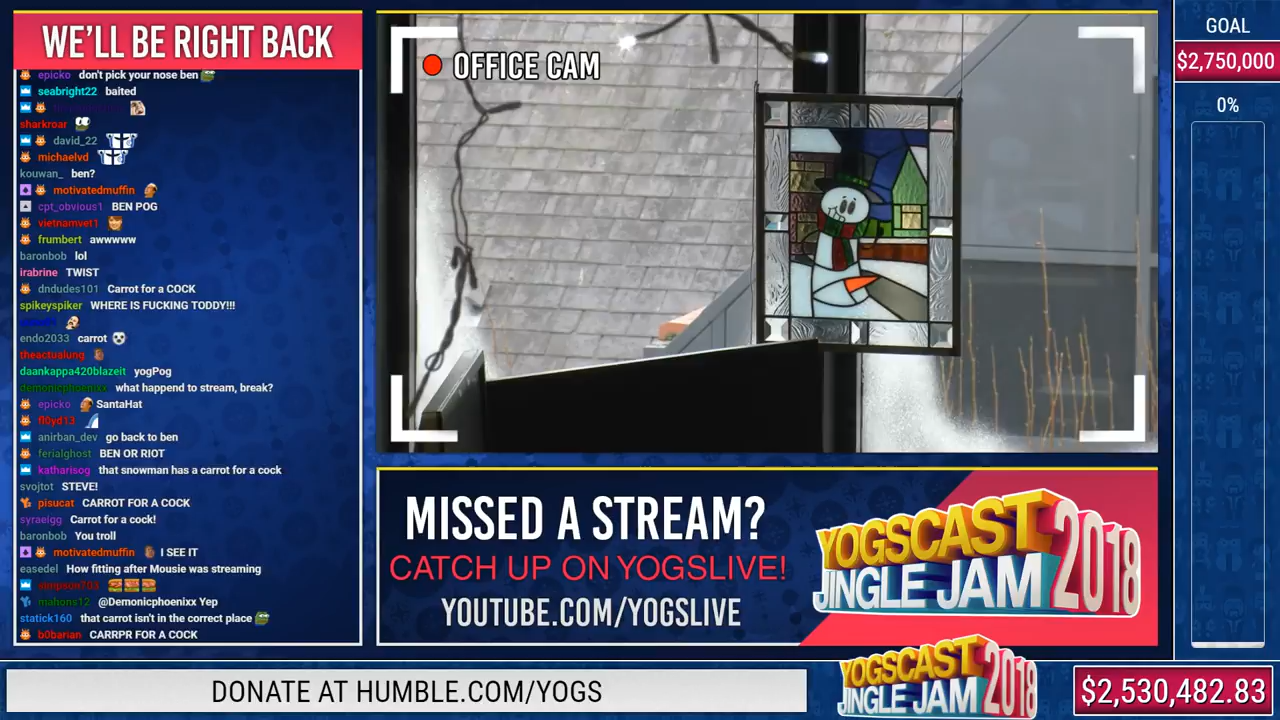 WE'LL BE RIGHT BACK
epicko don't pick your nose ben
seabright22 baited
sharkroar
david_22
michaelvd
kouwan_ ben?
motivatedmuffin
cpt_obvious1 BEN POG
vietnamvet1
frumbert awwwww
baronbob lol
irabrine TWIST
dndudes101 Carrot for a COCK
spikeyspiker WHERE IS FUCKING TODDY!!!
endo2033 carrot
theactualung
daankappa420blazeit yogPog
demonicphoenixx what happend to stream, break?
epicko SantaHat
fl0yd13
anirban_dev go back to ben
ferialghost BEN OR RIOT
katharisog that snowman has a carrot for a cock
svojtot STEVE!
pisucat CARROT FOR A COCK
syraeigg Carrot for a cock!
baronbob You troll
motivatedmuffin I SEE IT
easedel How fitting after Mousie was streaming
simpson703
mahons12 @Demonicphoenixx Yep
statick160 that carrot isn't in the correct place
b0barian CARRPR FOR A COCK
OFFICE CAM
MISSED A STREAM?
CATCH UP ON YOGSLIVE!
YOUTUBE.COM/YOGSLIVE
YOGSCAST
JINGLE JAM 2018
GOAL
$2,750,000
0%
DONATE AT HUMBLE.COM/YOGS
YOGSCAST
JINGLE JAM 2018
$2,530,482.83